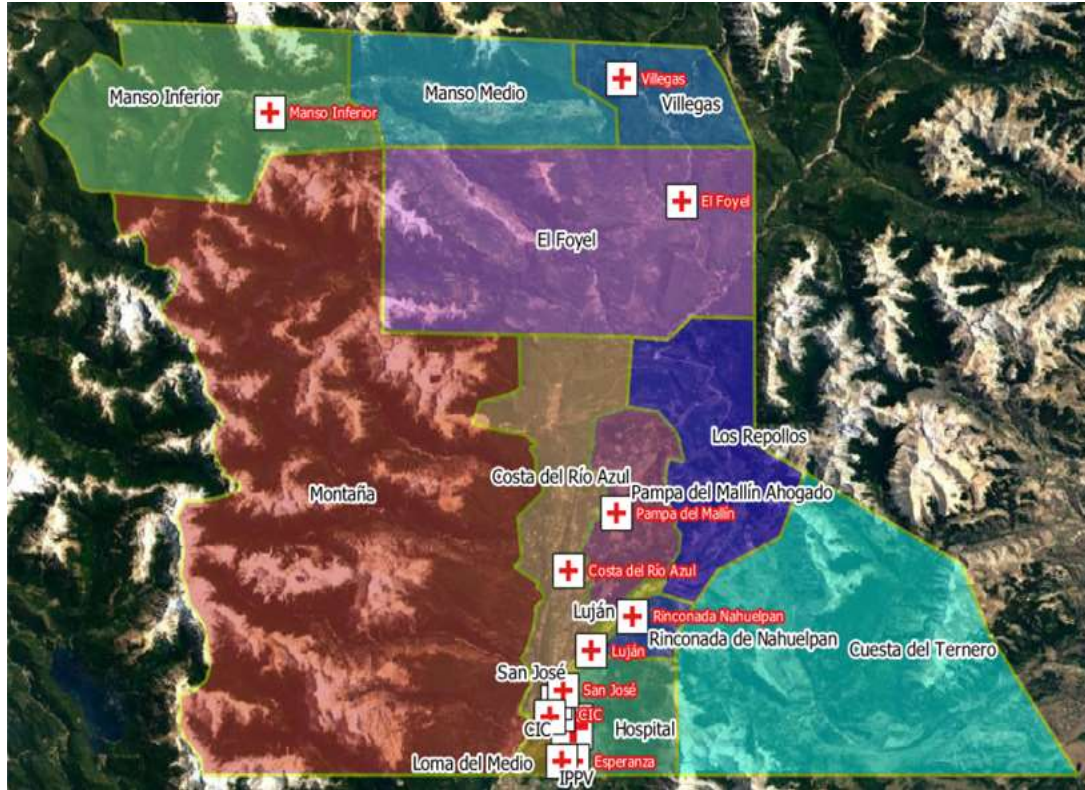 Manso Inferior
Manso Inferior
Manso Medio
Villegas
Villegas
El Foyel
El Foyel
Los Repollos
Costa del Río Azul
Pampa del Mallín Ahogado
Montaña
Pampa del Mallín
Costa del Río Azul
Luján
Rinconada Nahuelpan
Rinconada de Nahuelpan
Luján
Cuesta del Ternero
San José
San José
CIC
CIC
Hospital
Loma del Medio
Esperanza
IPPV